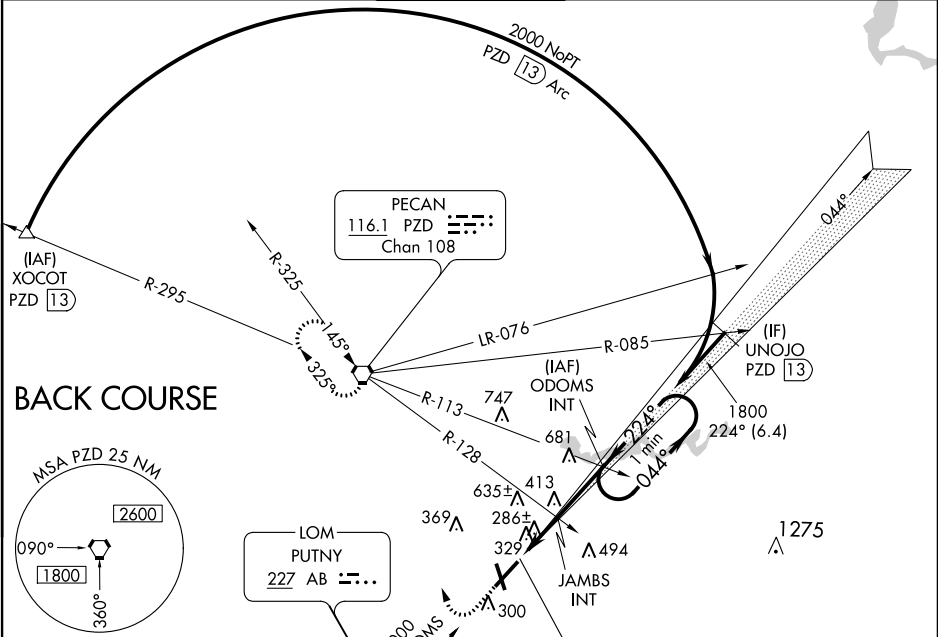 2000 NoPT
PZD 13 Arc
044°
PECAN
116.1 PZD
Chan 108
(IAF)
XOCOT
PZD 13
R-295
R-325
145°
325°
LR-076
R-085
(IF)
UNOJO
PZD 13
(IAF)
ODOMS
INT
R-113
R-128
BACK COURSE
747
681
224°
1 min
044°
1800
224° (6.4)
MSA PZD 25 NM
2600
090°
1800
360°
635±
413
369
286±
329
494
1275
LOM
PUTNY
227 AB
JAMBS
INT
300